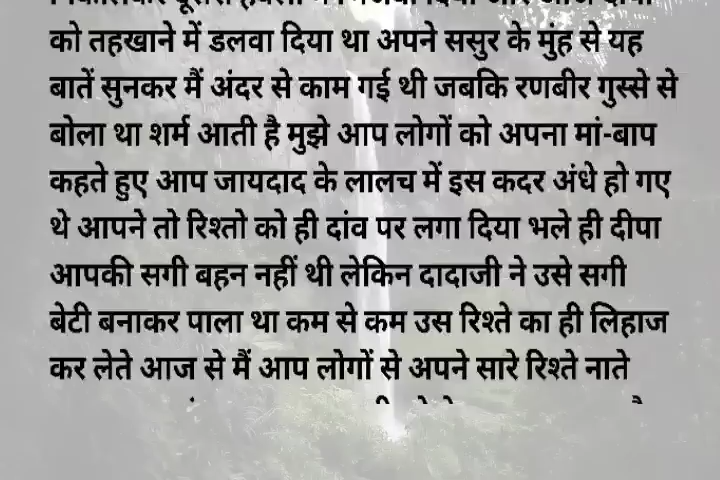 को तहखाने में डलवा दिया था अपने ससुर के मुंह से यह
बातें सुनकर मैं अंदर से काम गई थी जबकि रणबीर गुस्से से
बोला था शर्म आती है मुझे आप लोगों को अपना मां-बाप
कहते हुए आप जायदाद के लालच में इस कदर अंधे हो गए
थे आपने तो रिश्तो को ही दांव पर लगा दिया भले ही दीपा
आपकी सगी बहन नहीं थी लेकिन दादाजी ने उसे सगी
बेटी बनाकर पाला था कम से कम उस रिश्ते का ही लिहाज
कर लेते आज से मैं आप लोगों से अपने सारे रिश्ते नाते